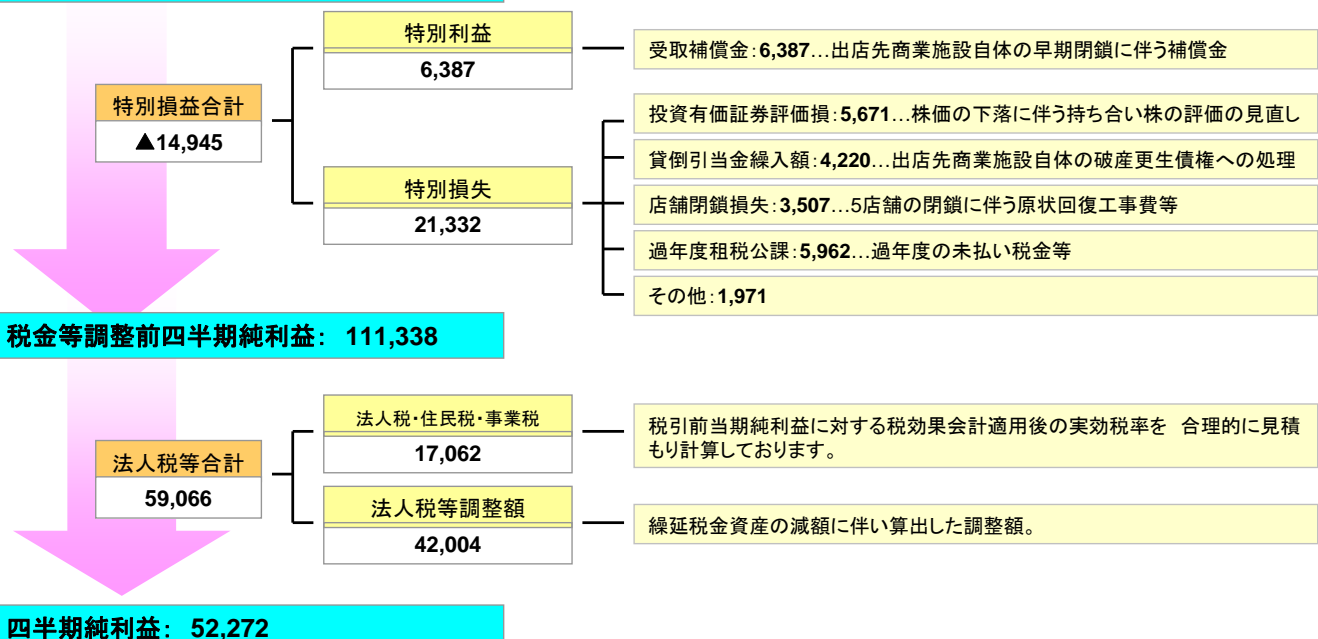 特別利益
6,387
受取補償金：6,387…出店先商業施設自体の早期閉鎖に伴う補償金
特別損益合計
▲14,945
特別損失
21,332
投資有価証券評価損：5,671…株価の下落に伴う持ち合い株の評価の見直し
貸倒引当金繰入額：4,220…出店先商業施設自体の破産更生債権への処理
店舗閉鎖損失：3,507…5店舗の閉鎖に伴う原状回復工事費等
過年度租税公課：5,962…過年度の未払い税金等
その他：1,971
税金等調整前四半期純利益： 111,338
法人税・住民税・事業税
17,062
税引前当期純利益に対する税効果会計適用後の実効税率を 合理的に見積
もり計算しております。
法人税等合計
59,066
法人税等調整額
42,004
繰延税金資産の減額に伴い算出した調整額。
四半期純利益： 52,272